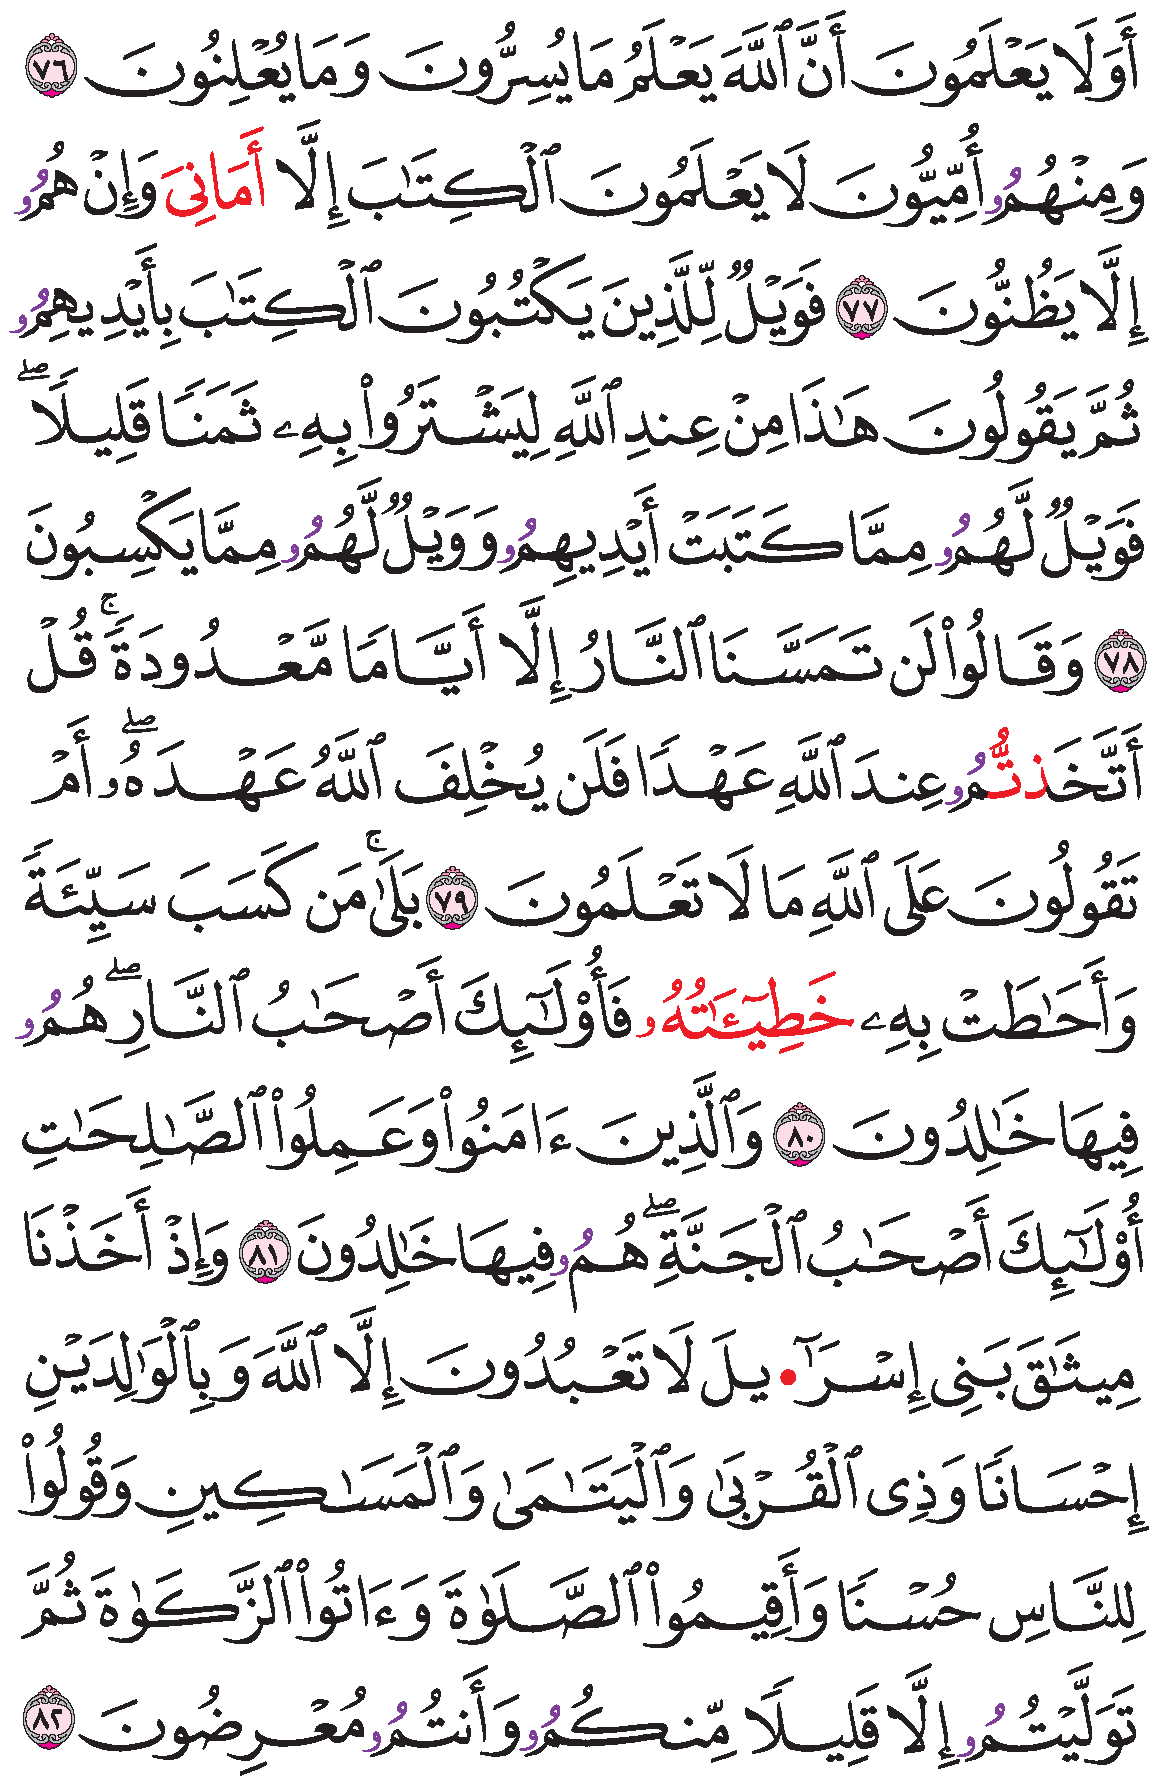 أَوَلَا يَعْلَمُونَ أَنَّ ٱللَّهَ يَعْلَمُ مَا يُسِرُّونَ وَمَا يُعْلِنُونَ ٧٦
وَمِنْهُمُۥ أُمِّيُّونَ لَا يَعْلَمُونَ ٱلْكِتَٰبَ إِلَّا أَمَانِىَ وَإِنْ هُمُۥ
إِلَّا يَظُنُّونَ ٧٧ فَوَيْلٌ لِّلَّذِينَ يَكْتُبُونَ ٱلْكِتَٰبَ بِأَيْدِيهِمُۥ
ثُمَّ يَقُولُونَ هَٰذَا مِنْ عِندِ ٱللَّهِ لِيَشْتَرُوا۟ بِهِۦ ثَمَنًا قَلِيلًاۖ
فَوَيْلٌ لَّهُمُۥ مِمَّا كَتَبَتْ أَيْدِيهِمُۥ وَوَيْلٌ لَّهُمُۥ مِمَّا يَكْسِبُونَ
٧٨ وَقَالُوا۟ لَن تَمَسَّنَا ٱلنَّارُ إِلَّا أَيَّامًا مَّعْدُودَةًۚ قُلْ
أَتَّخَذتُّمُۥ عِندَ ٱللَّهِ عَهْدًا فَلَن يُخْلِفَ ٱللَّهُ عَهْدَهُۥۖ أَمْ
تَقُولُونَ عَلَى ٱللَّهِ مَا لَا تَعْلَمُونَ ٧٩ بَلَىٰۚ مَن كَسَبَ سَيِّئَةً
وَأَحَٰطَتْ بِهِۦ خَطِيٓـَٰٔتُهُۥ فَأُو۟لَٰٓئِكَ أَصْحَٰبُ ٱلنَّارِۖ هُمُۥ
فِيهَا خَٰلِدُونَ ٨٠ وَٱلَّذِينَ ءَامَنُوا۟ وَعَمِلُوا۟ ٱلصَّٰلِحَٰتِ
أُو۟لَٰٓئِكَ أَصْحَٰبُ ٱلْجَنَّةِۖ هُمُۥ فِيهَا خَٰلِدُونَ ٨١ وَإِذْ أَخَذْنَا
مِيثَٰقَ بَنِى إِسْرَٰٓ•يلَ لَا تَعْبُدُونَ إِلَّا ٱللَّهَ وَبِٱلْوَٰلِدَيْنِ
إِحْسَانًا وَذِى ٱلْقُرْبَىٰ وَٱلْيَتَٰمَىٰ وَٱلْمَسَٰكِينِ وَقُولُوا۟
لِلنَّاسِ حُسْنًا وَأَقِيمُوا۟ ٱلصَّلَوٰةَ وَءَاتُوا۟ ٱلزَّكَوٰةَ ثُمَّ
تَوَلَّيْتُمُۥ إِلَّا قَلِيلًا مِّنكُمُۥ وَأَنتُمُۥ مُعْرِضُونَ ٨٢